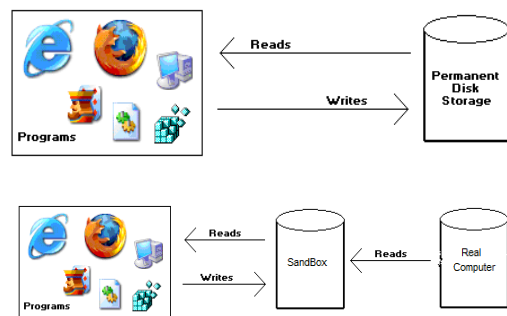 Reads
Permanent
Disk
Storage
Writes
Programs
Reads
Writes
SandBox
Reads
Real
Computer
Programs